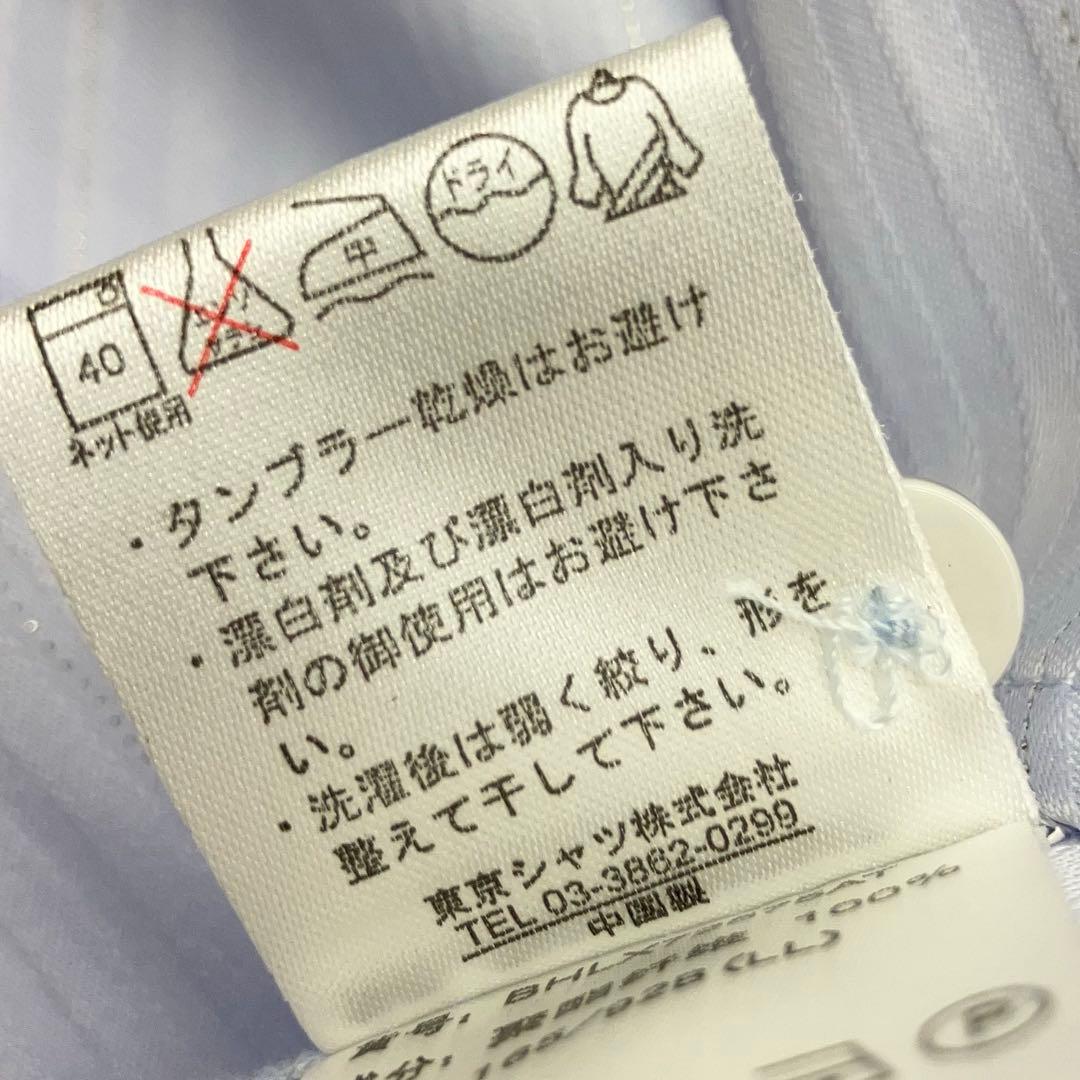 ドライ
中
40
ネット使用
・タンブラー乾燥はお避け
下さい。
・漂白剤及び漂白剤入り洗
剤の御使用はお避け下さ
い。
・洗濯後は弱く絞り、形を
整えて干して下さい。
東京シャツ株式会社
TEL 03-3862-0299
中国製
100%
(LL)
P